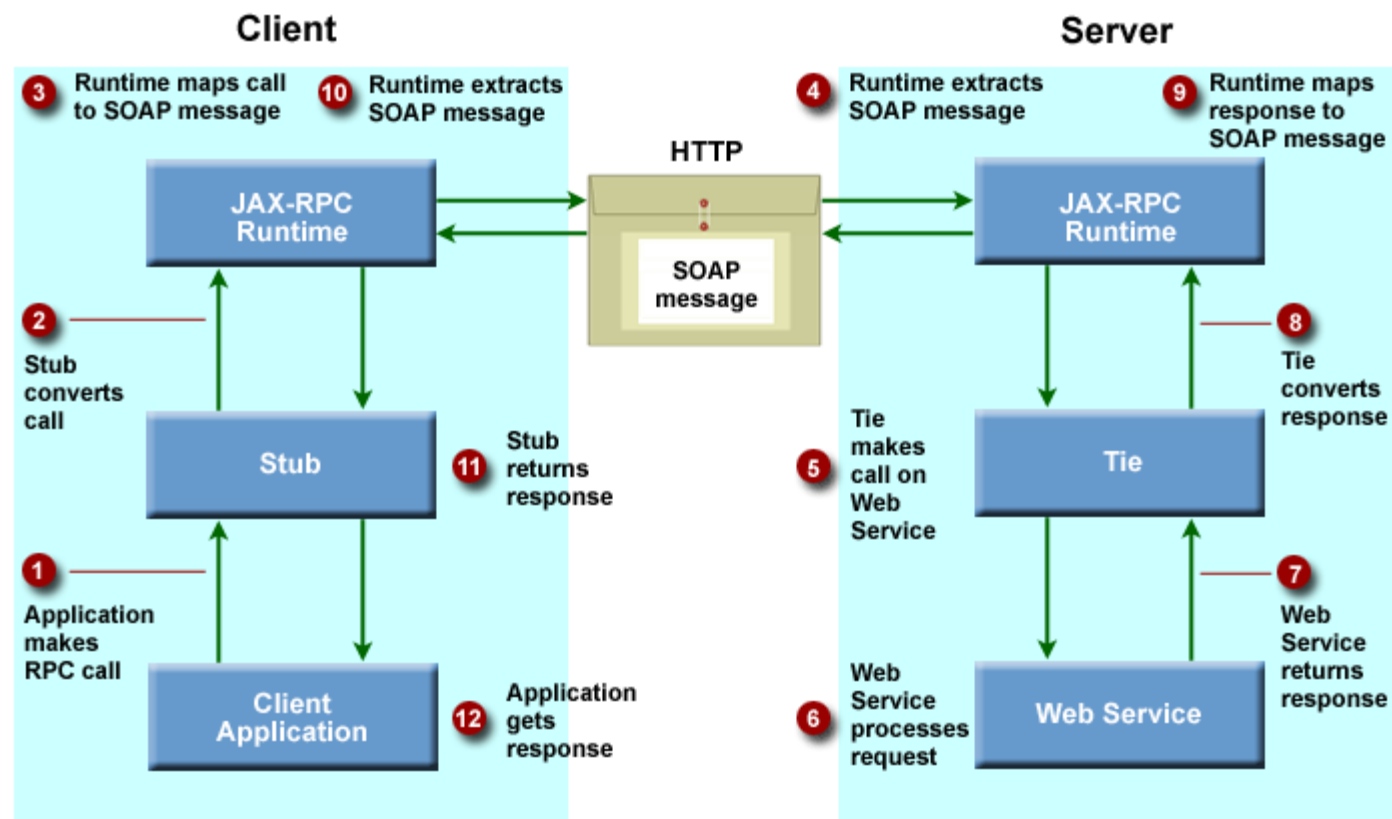 Client
Server
3
Runtime maps call
to SOAP message
10
Runtime extracts
SOAP message
4
Runtime extracts
SOAP message
9
Runtime maps
response to
SOAP message
JAX-RPC
Runtime
HTTP
SOAP
message
JAX-RPC
Runtime
2
Stub
converts
call
8
Tie
converts
response
Stub
11
Stub
returns
response
5
Tie
makes
call on
Web
Service
Tie
1
Application
makes
RPC call
7
Web
Service
returns
response
Client
Application
12
Application
gets
response
6
Web
Service
processes
request
Web Service